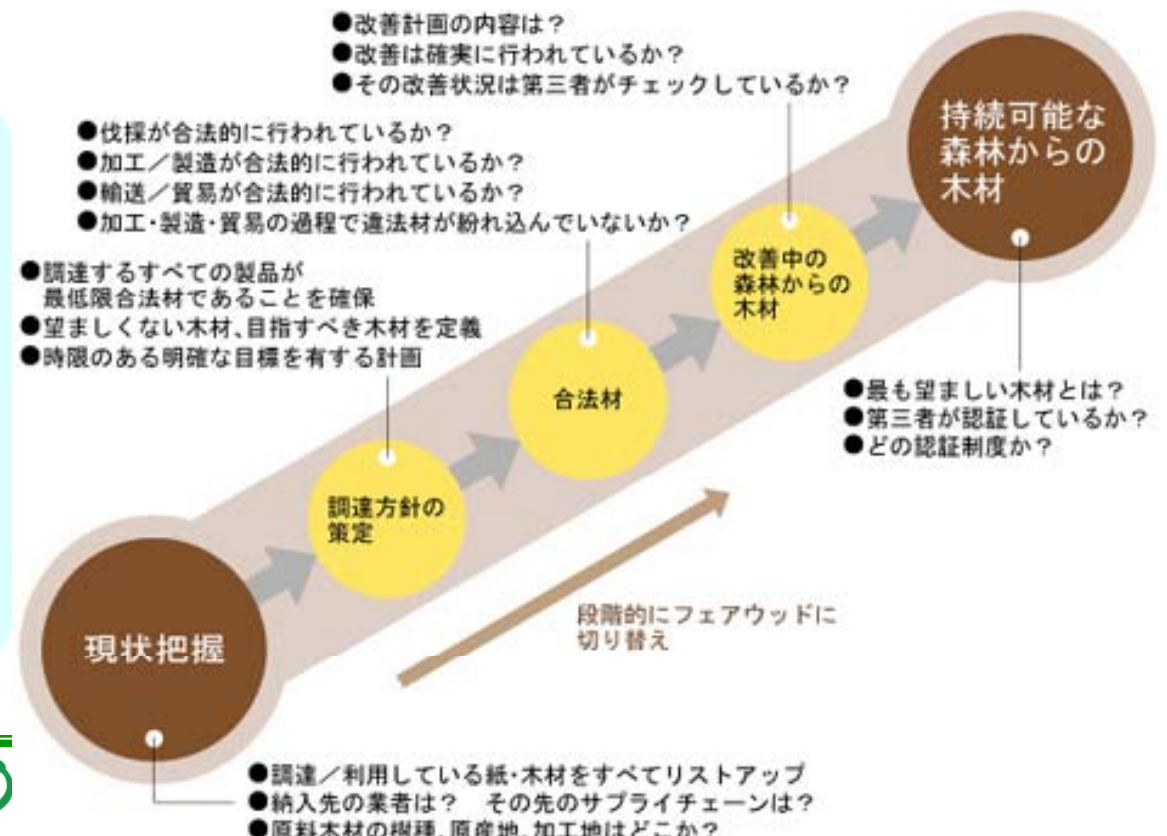 ●改善計画の内容は？
●改善は確実に行われているか？
●その改善状況は第三者がチェックしているか？
持続可能な
森林からの
木材
●伐採が合法的に行われているか？
●加工／製造が合法的に行われているか？
●輸送／貿易が合法的に行われているか？
●加工・製造・貿易の過程で違法材が紛れ込んでいないか？
改善中の
森林からの
木材
●調達するすべての製品が
最低限合法材であることを確保
●望ましくない木材、目指すべき木材を定義
●時限のある明確な目標を有する計画
合法材
●最も望ましい木材とは？
●第三者が認証しているか？
●どの認証制度か？
調達方針の
策定
段階的にフェアウッドに
切り替え
現状把握
●調達／利用している紙・木材をすべてリストアップ
●納入先の業者は？　その先のサプライチェーンは？
●原料木材の樹種、原産地、加工地はどこか？